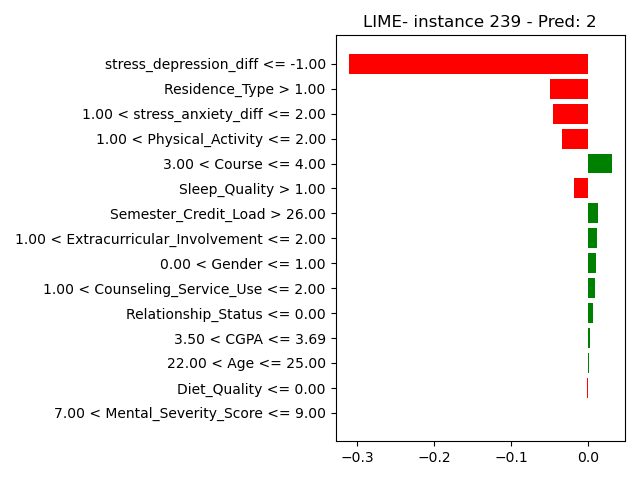 LIME- instance 239 - Pred: 2
stress_depression_diff <= -1.00
Residence_Type > 1.00
1.00 < stress_anxiety_diff <= 2.00
1.00 < Physical_Activity <= 2.00
3.00 < Course <= 4.00
Sleep_Quality > 1.00
Semester_Credit_Load > 26.00
1.00 < Extracurricular_Involvement <= 2.00
0.00 < Gender <= 1.00
1.00 < Counseling_Service_Use <= 2.00
Relationship_Status <= 0.00
3.50 < CGPA <= 3.69
22.00 < Age <= 25.00
Diet_Quality <= 0.00
7.00 < Mental_Severity_Score <= 9.00
−0.3 −0.2 −0.1 0.0